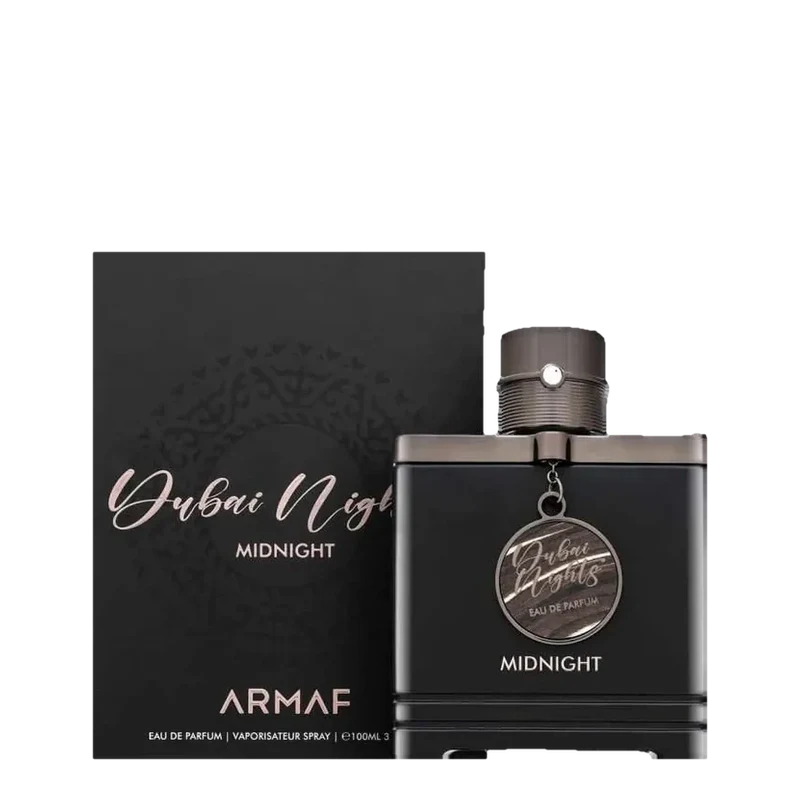 Dubai Nigh
MIDNIGHT
ARMAF
EAU DE PARFUM | VAPORISATEUR SPRAY | ℮100ML 3
Dubai
Nights
EAU DE PARFUM
MIDNIGHT